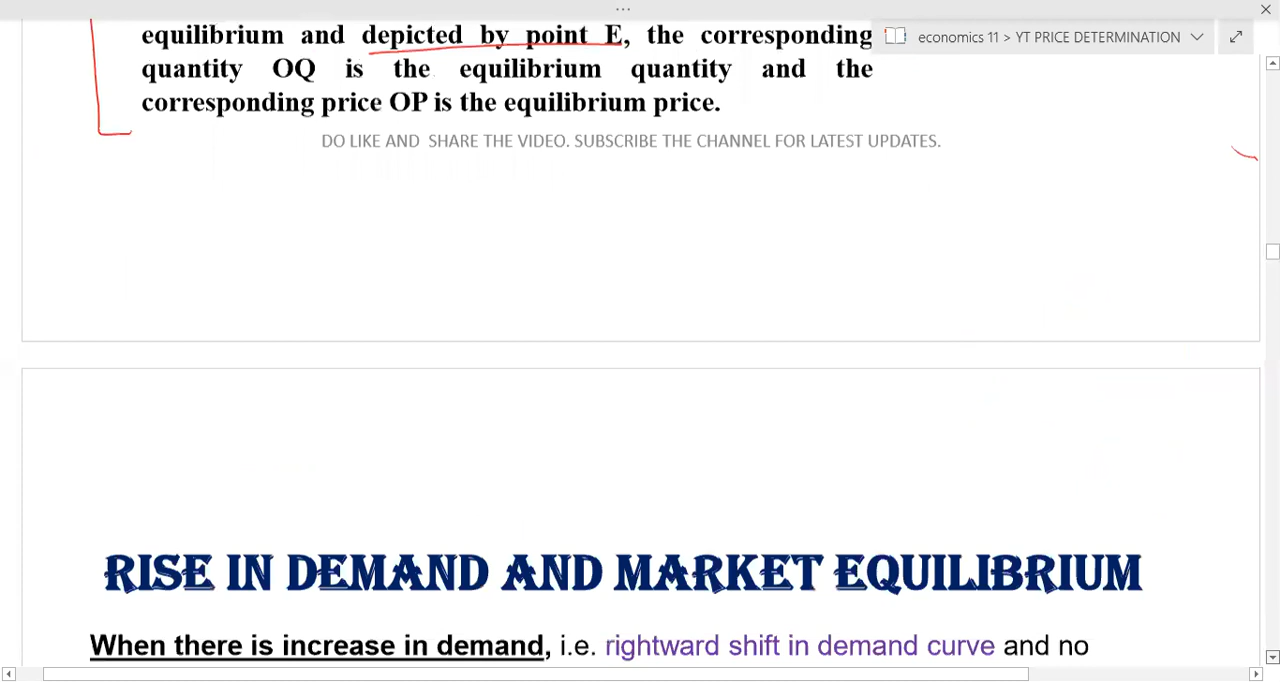 equilibrium and depicted by point E, the corresponding
economics 11 > YT PRICE DETERMINATION
quantity OQ is the equilibrium quantity and the
corresponding price OP is the equilibrium price.
DO LIKE AND SHARE THE VIDEO. SUBSCRIBE THE CHANNEL FOR LATEST UPDATES.
RISE IN DEMAND AND MARKET EQUILIBRIUM
When there is increase in demand, i.e. rightward shift in demand curve and no